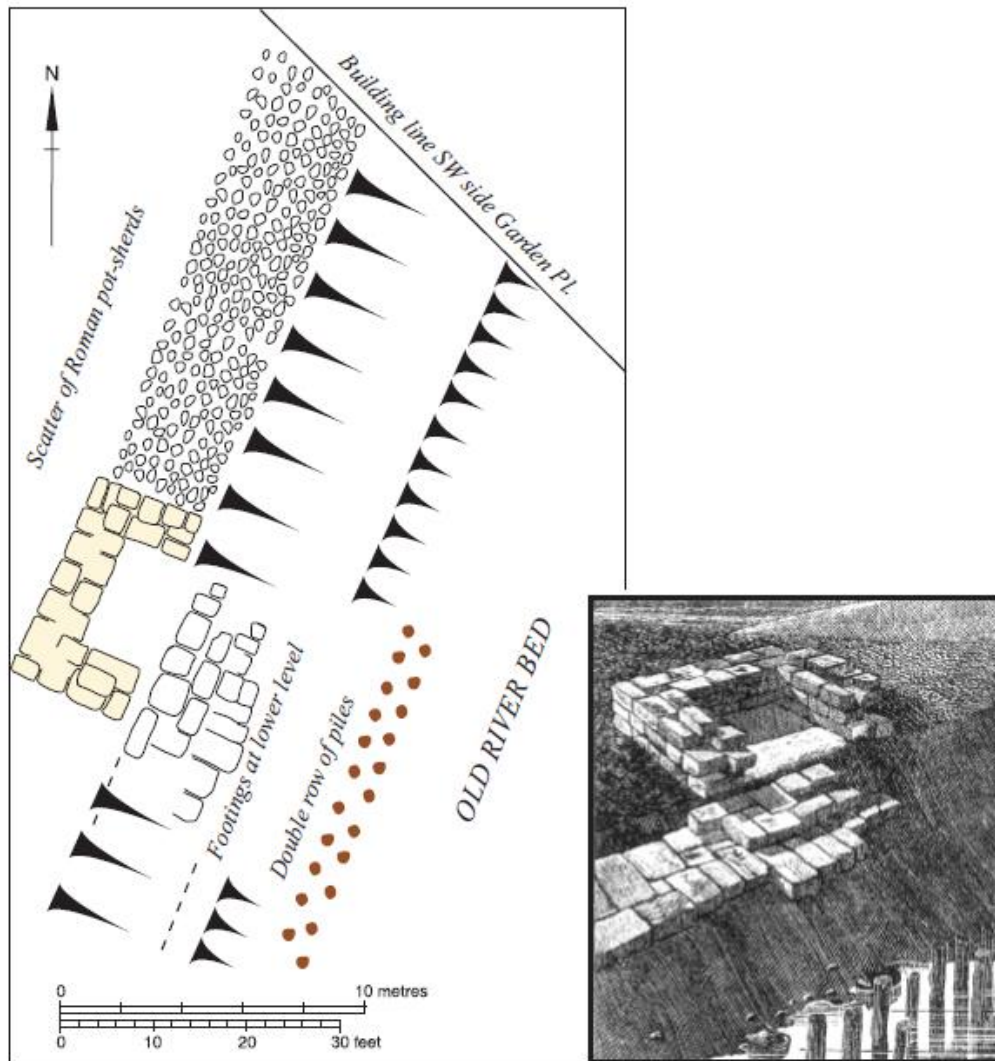 N
Building line SW side Garden Pl.
Scatter of Roman pot-sherds
Footings at lower level
Double row of piles
OLD RIVER BED
0 10 metres
0 10 20 30 feet